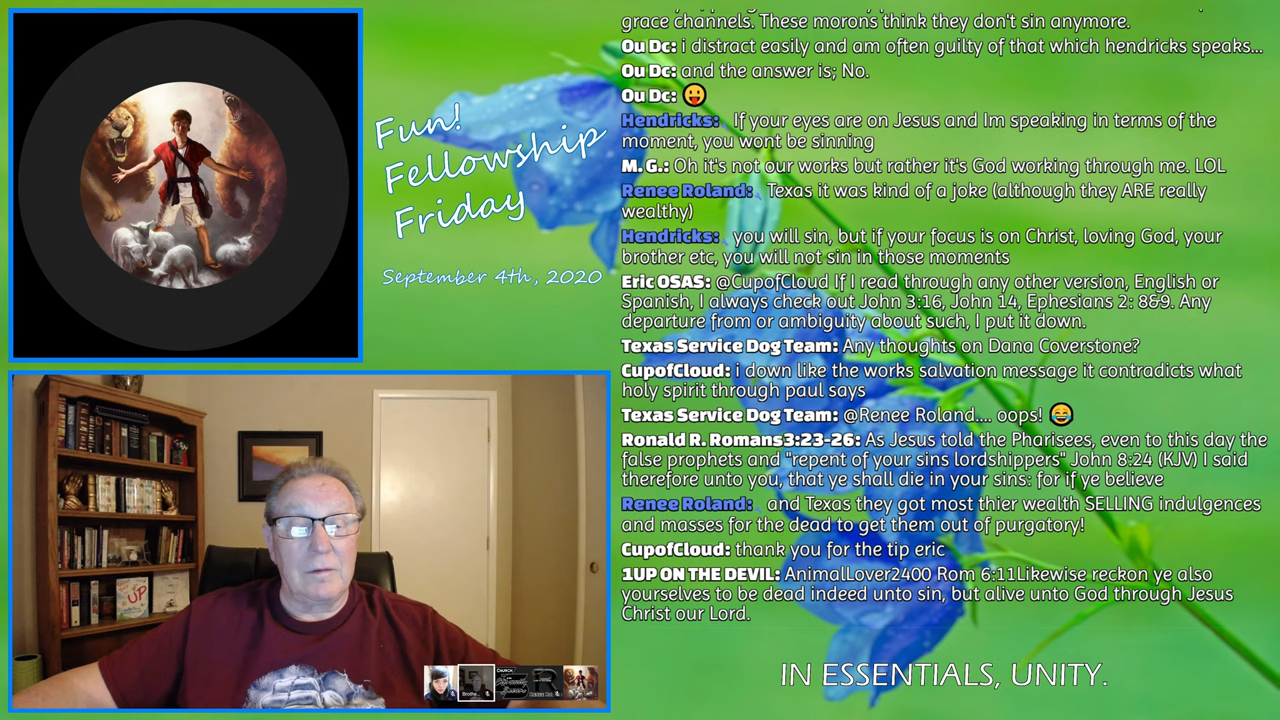 Fun!
Fellowship
Friday
September 4th, 2020
grace channels. These morons think they don't sin anymore.
Ou Dc: i distract easily and am often guilty of that which hendricks speaks...
Ou Dc: and the answer is; No.
Ou Dc: 😛
Hendricks: If your eyes are on Jesus and Im speaking in terms of the
moment, you wont be sinning
M. G.: Oh it's not our works but rather it's God working through me. LOL
Renee Roland: Texas it was kind of a joke (although they ARE really
wealthy)
Hendricks: you will sin, but if your focus is on Christ, loving God, your
brother etc, you will not sin in those moments
Eric OSAS: @CupofCloud If I read through any other version, English or
Spanish, I always check out John 3:16, John 14, Ephesians 2: 8&9. Any
departure from or ambiguity about such, I put it down.
Texas Service Dog Team: Any thoughts on Dana Coverstone?
CupofCloud: i down like the works salvation message it contradicts what
holy spirit through paul says
Texas Service Dog Team: @Renee Roland.... oops! 😂
Ronald R. Romans3:23-26: As Jesus told the Pharisees, even to this day the
false prophets and "repent of your sins lordshippers" John 8:24 (KJV) I said
therefore unto you, that ye shall die in your sins: for if ye believe
Renee Roland: and Texas they got most thier wealth SELLING indulgences
and masses for the dead to get them out of purgatory!
CupofCloud: thank you for the tip eric
1UP ON THE DEVIL: AnimalLover2400 Rom 6:11Likewise reckon ye also
yourselves to be dead indeed unto sin, but alive unto God through Jesus
Christ our Lord.
UP
Brothe...
CHURCH
IN ESSENTIALS, UNITY.